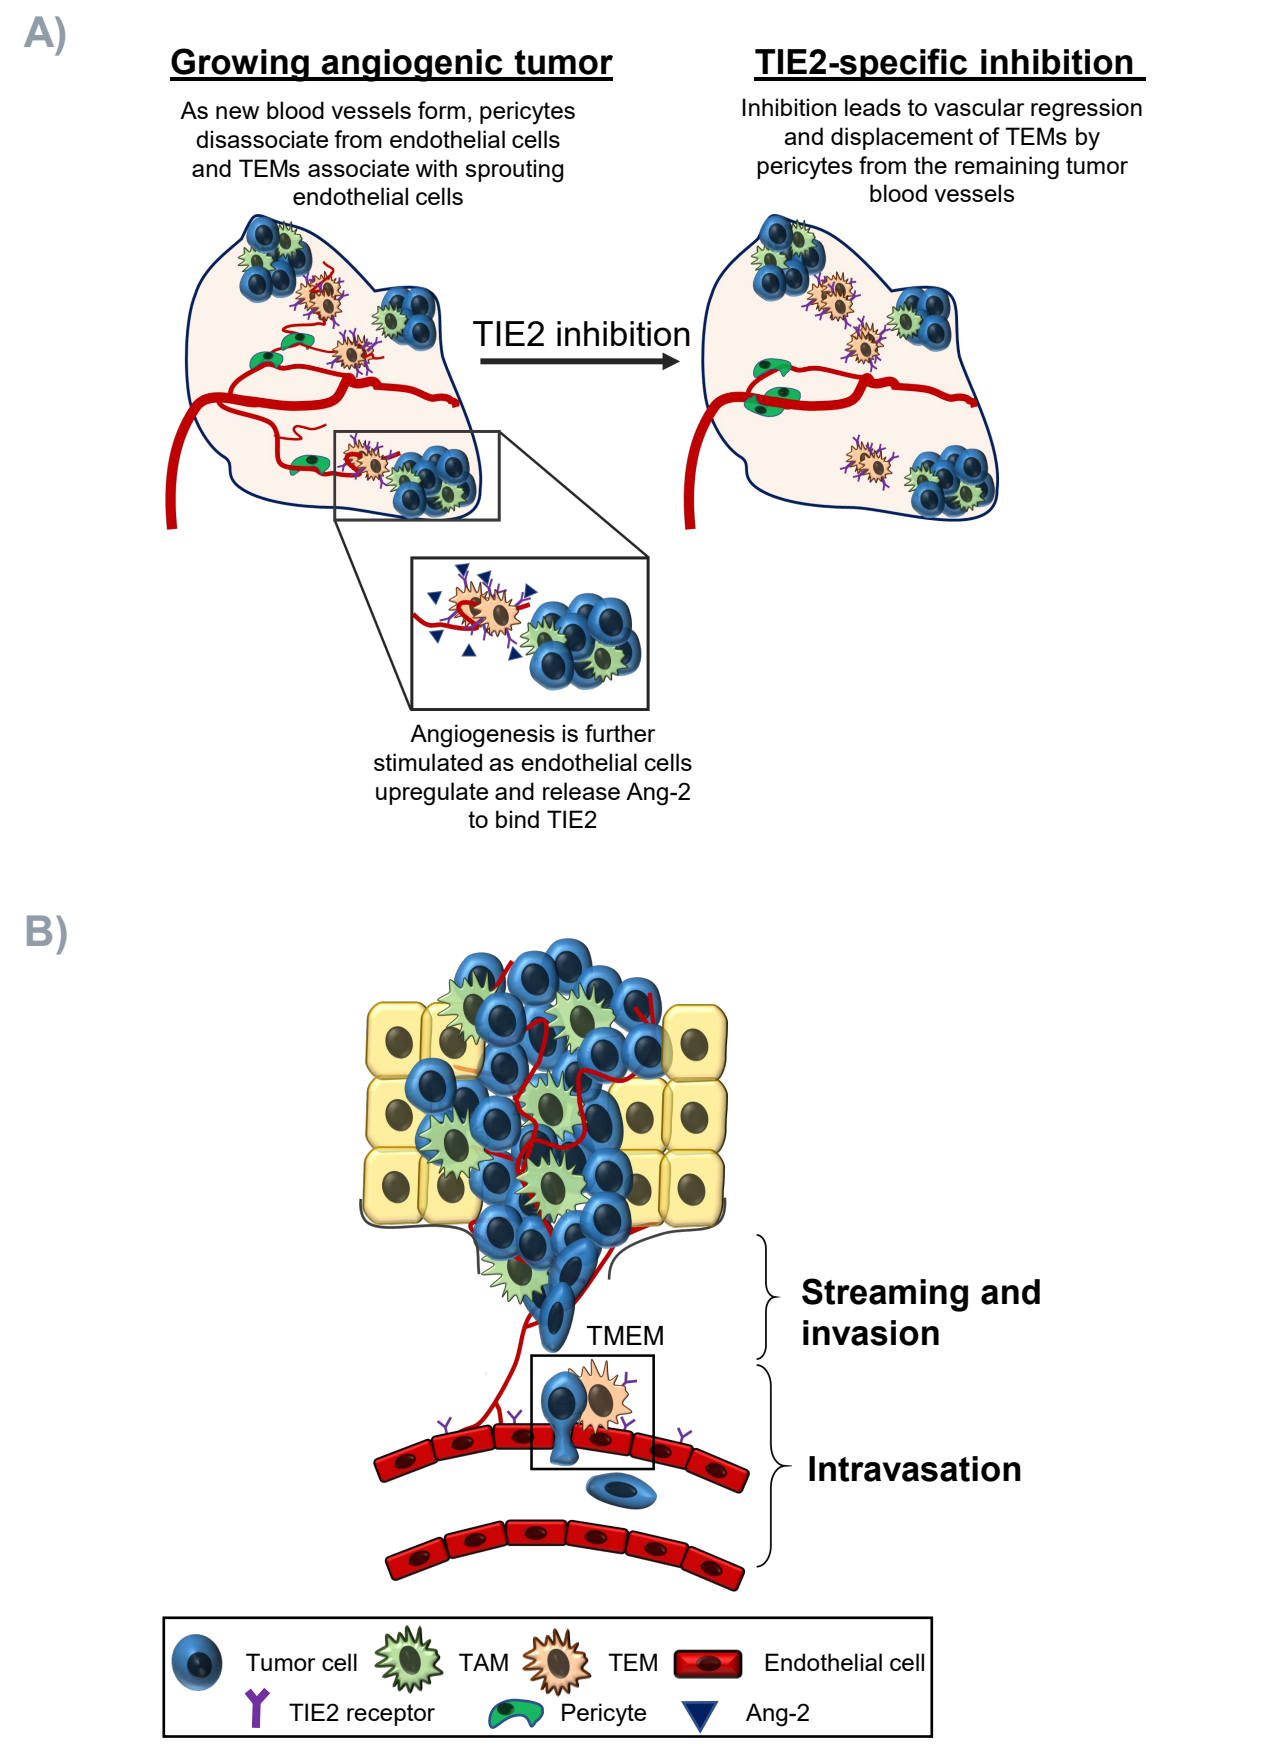 A)
Growing angiogenic tumor
As new blood vessels form, pericytes
disassociate from endothelial cells
and TEMs associate with sprouting
endothelial cells
TIE2-specific inhibition
Inhibition leads to vascular regression
and displacement of TEMs by
pericytes from the remaining tumor
blood vessels
TIE2 inhibition
Angiogenesis is further
stimulated as endothelial cells
upregulate and release Ang-2
to bind TIE2
B)
Streaming and
invasion
TMEM
Intravasation
Tumor cell
TAM
TEM
Endothelial cell
TIE2 receptor
Pericyte
Ang-2